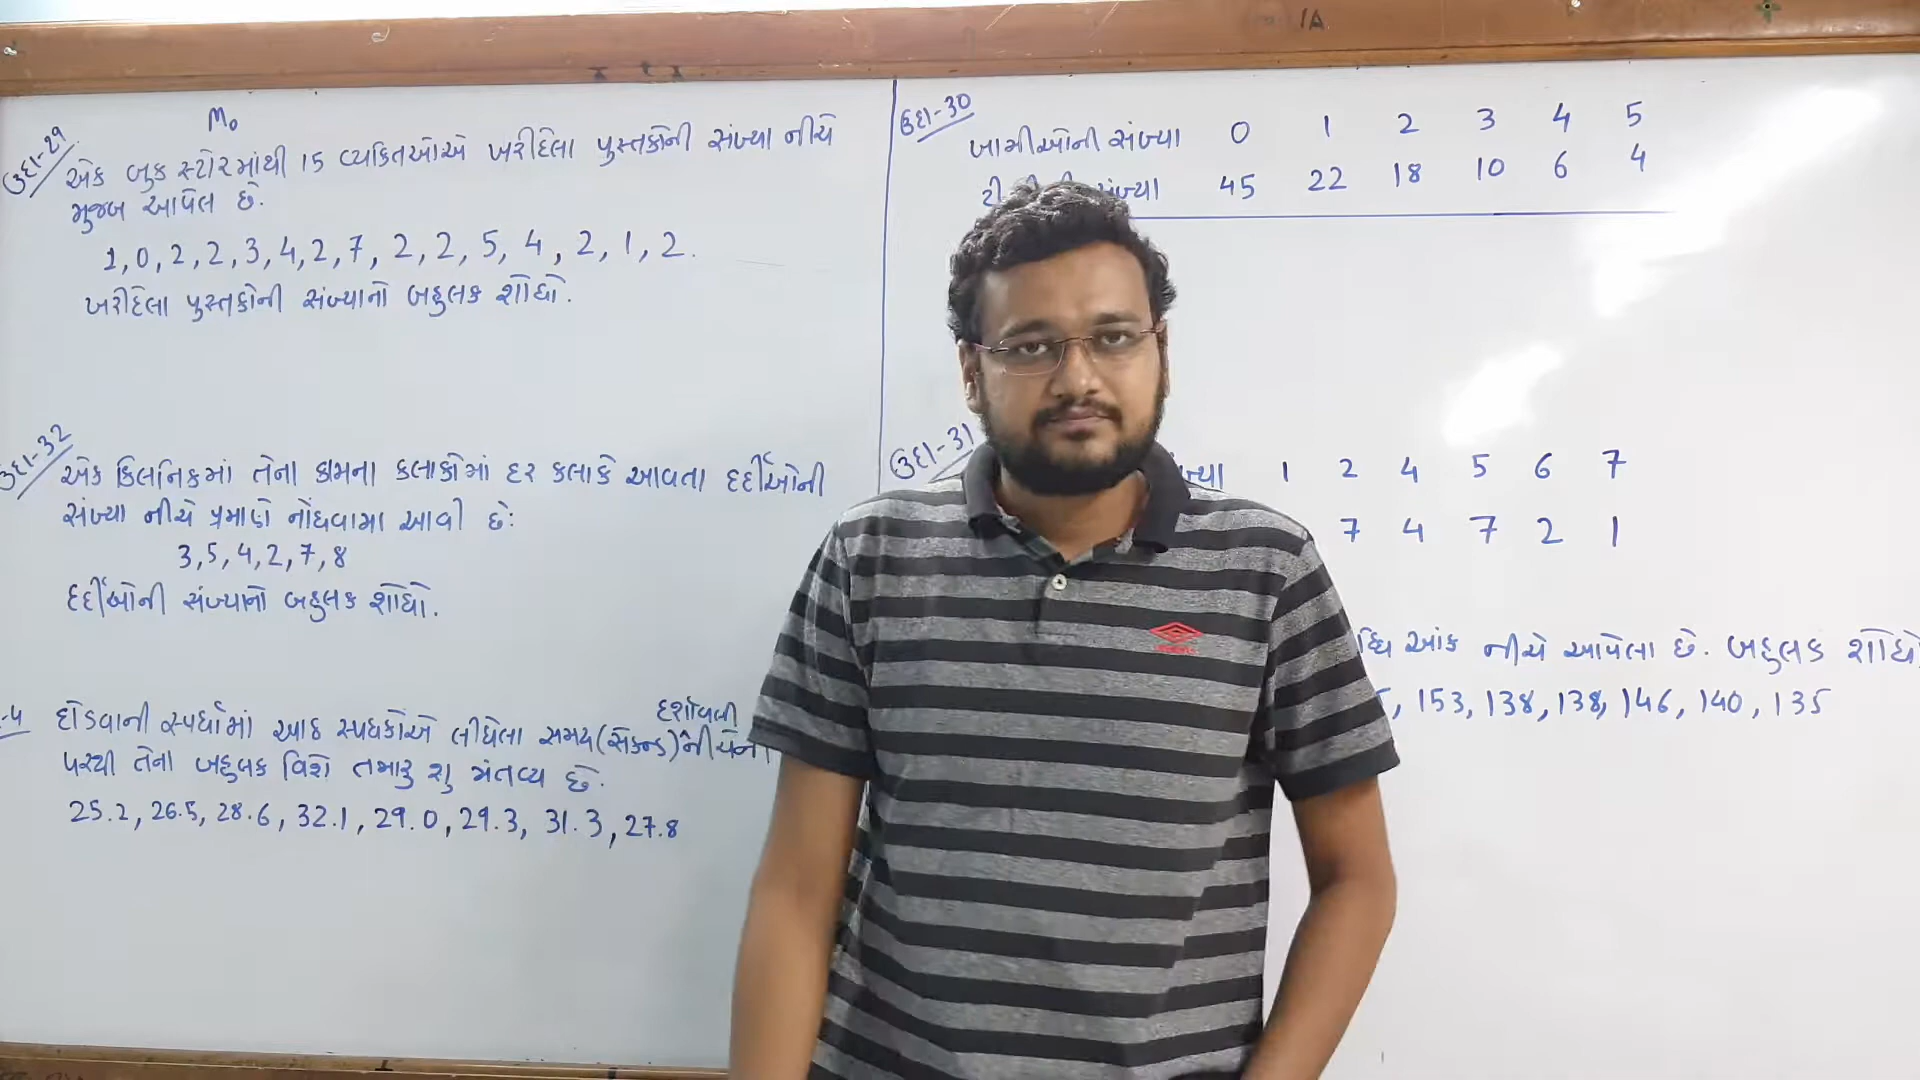 1A
M₀
ઉદા-29
એક બુક સ્ટોરમાંથી 15 વ્યકિતઓએ ખરીદેલા પુસ્તકોની સંખ્યા નીચે
મુજબ આપેલ છે.
1,0,2,2,3,4,2,7,2,2,5,4,2,1,2.
ખરીદેલા પુસ્તકોની સંખ્યાનો બહુલક શોધો.
ઉદા-32
એક કિલનિકમાં તેના કામના કલાકોમાં દર કલાકે આવતા દર્દીઓની
સંખ્યા નીચે પ્રમાણે નોંધવામા આવી છે:
3,5,4,2,7,8
દર્દીઓની સંખ્યાનો બહુલક શોધો.
-4 દોડવાની સ્પર્ધામાં આઠ સ્પર્ધકોએ લીધેલા સમય(સેકન્ડ) દર્શાવતી નીચેના
પરથી તેના બહુલક વિશે તમારુ શુ મંતવ્ય છે.
25.2, 26.5, 28.6, 32.1, 29.0, 29.3, 31.3, 27.8
ઉદા-30
ખામીઓની સંખ્યા 0 1 2 3 4 5
45 22 18 10 6 4
ઉદા-31
1 2 4 5 6 7
7 4 7 2 1
આંક નીચે આપેલા છે. બહુલક શોધો
153, 138, 138, 146, 140, 135